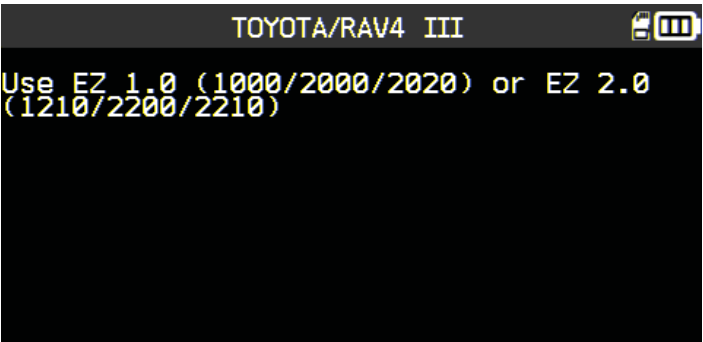 TOYOTA/RAV4 III
Use EZ 1.0 (1000/2000/2020) or EZ 2.0
(1210/2200/2210)